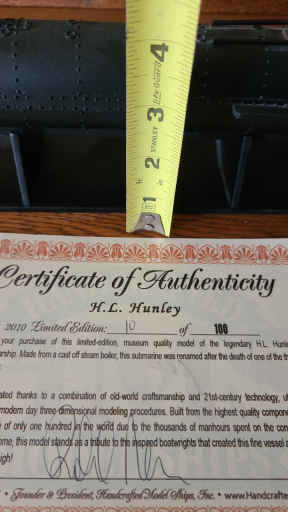 4
3
STANLEY
2
1
Certificate of Authenticity
H.L. Hunley
2010 Limited Edition: 10 of 100
your purchase of this limited-edition, museum quality model of the legendary H.L.
Made from a cast off steam boiler, this submarine was renamed after the death of one of the
thanks to a combination of old-world craftsmanship and 21st-century technology,
modern day three-dimensional modeling procedures. Built from the highest quality
of only one hundred in the world due to the thousands of manhours spent on the
this model stands as a tribute to the inspired boatwrights that created this fine vessel
Founder & President, Handcrafted Model Ships, Inc. • www.Handcrafte